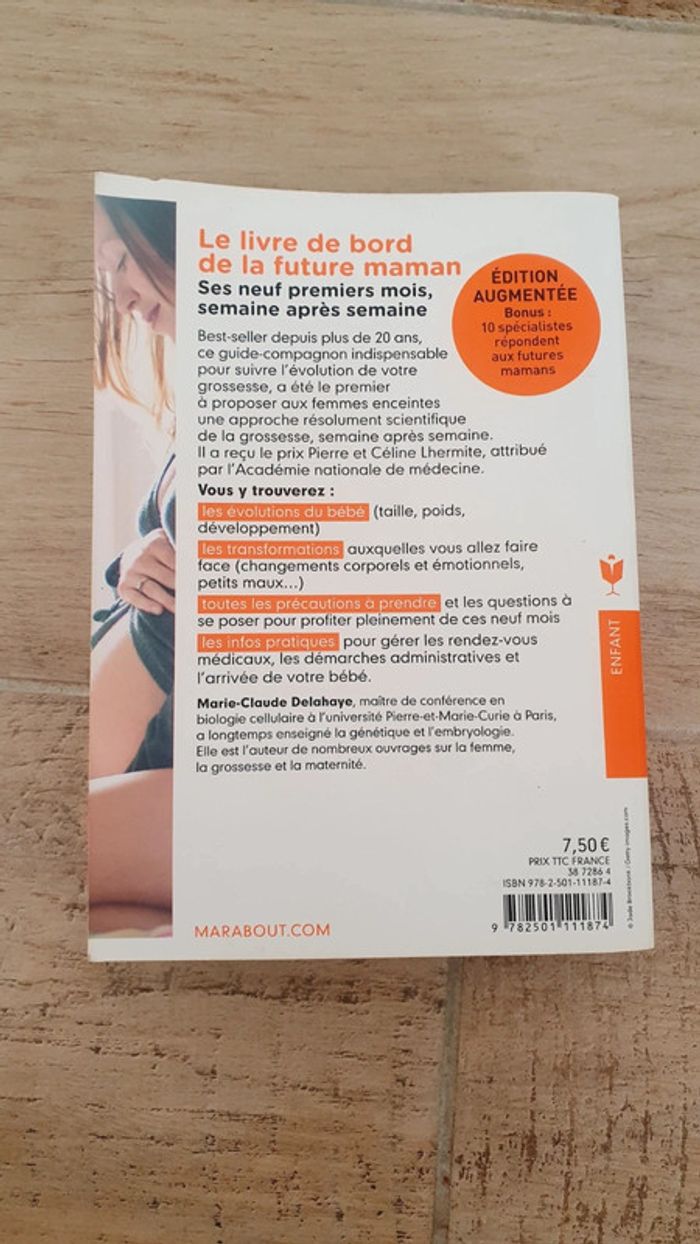 Le livre de bord
de la future maman
Ses neuf premiers mois,
semaine après semaine
ÉDITION
AUGMENTÉE
Bonus :
10 spécialistes
répondent
aux futures
mamans
Best-seller depuis plus de 20 ans,
ce guide-compagnon indispensable
pour suivre l'évolution de votre
grossesse, a été le premier
à proposer aux femmes enceintes
une approche résolument scientifique
de la grossesse, semaine après semaine.
Il a reçu le prix Pierre et Céline Lhermite, attribué
par l'Académie nationale de médecine.
Vous y trouverez :
les évolutions du bébé (taille, poids,
développement)
les transformations auxquelles vous allez faire
face (changements corporels et émotionnels,
petits maux...)
toutes les précautions à prendre et les questions à
se poser pour profiter pleinement de ces neuf mois
les infos pratiques pour gérer les rendez-vous
médicaux, les démarches administratives et
l'arrivée de votre bébé.
Marie-Claude Delahaye, maître de conférence en
biologie cellulaire à l'université Pierre-et-Marie-Curie à Paris,
a longtemps enseigné la génétique et l'embryologie.
Elle est l'auteur de nombreux ouvrages sur la femme,
la grossesse et la maternité.
ENFANT
7,50 €
PRIX TTC FRANCE
38 7286 4
ISBN 978-2-501-11187-4
9 782501 111874
MARABOUT.COM
© Jade / Getty images.com